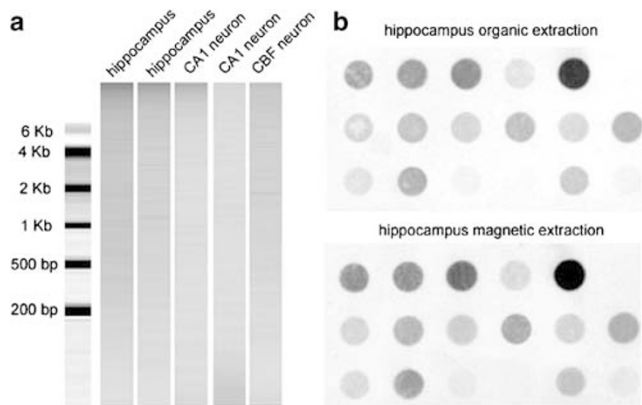 a
hippocampus
hippocampus
CA1 neuron
CA1 neuron
CBF neuron
6 Kb
4 Kb
2 Kb
1 Kb
500 bp
200 bp
b
hippocampus organic extraction
hippocampus magnetic extraction